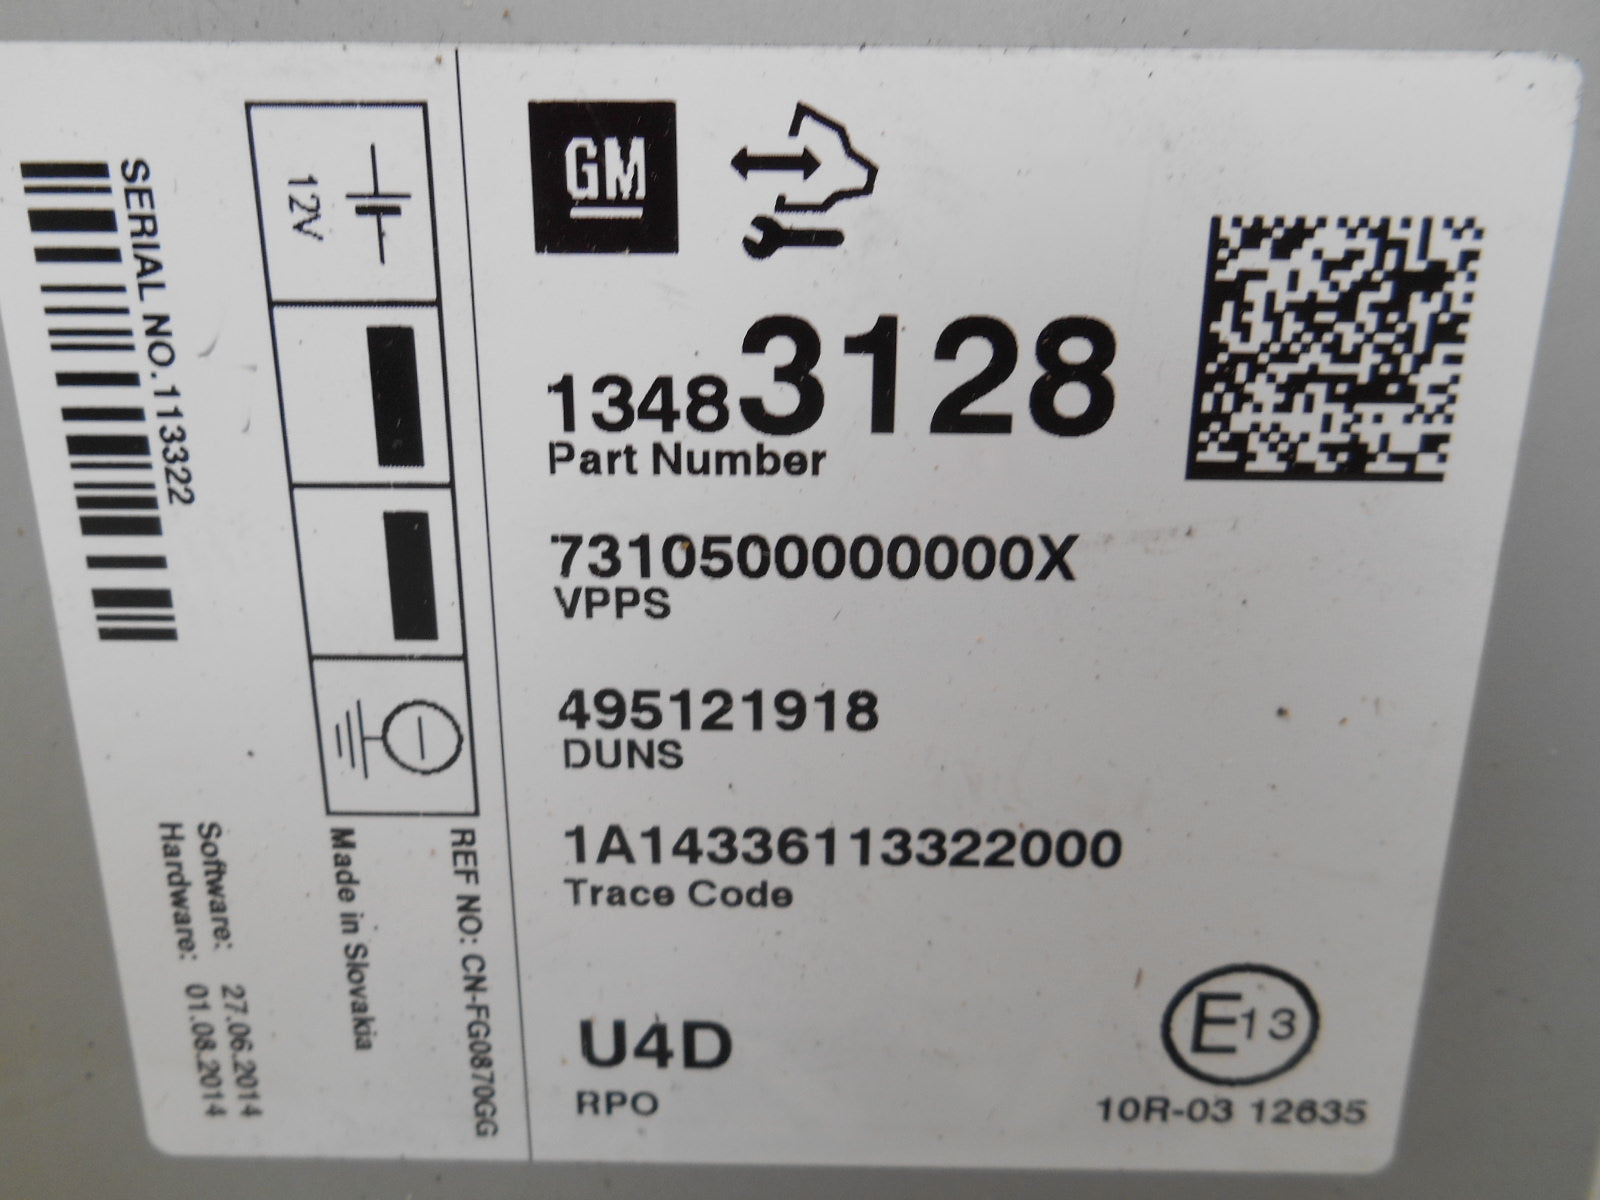 GM
13483128
Part Number
7310500000000X
VPPS
495121918
DUNS
1A14336113322000
Trace Code
U4D
RPO
E13
10R-03 12635
12V
SERIAL NO.113322
REF NO: CN-FG0870GG
Made in Slovakia
Software: 27.06.2014
Hardware: 01.08.2014